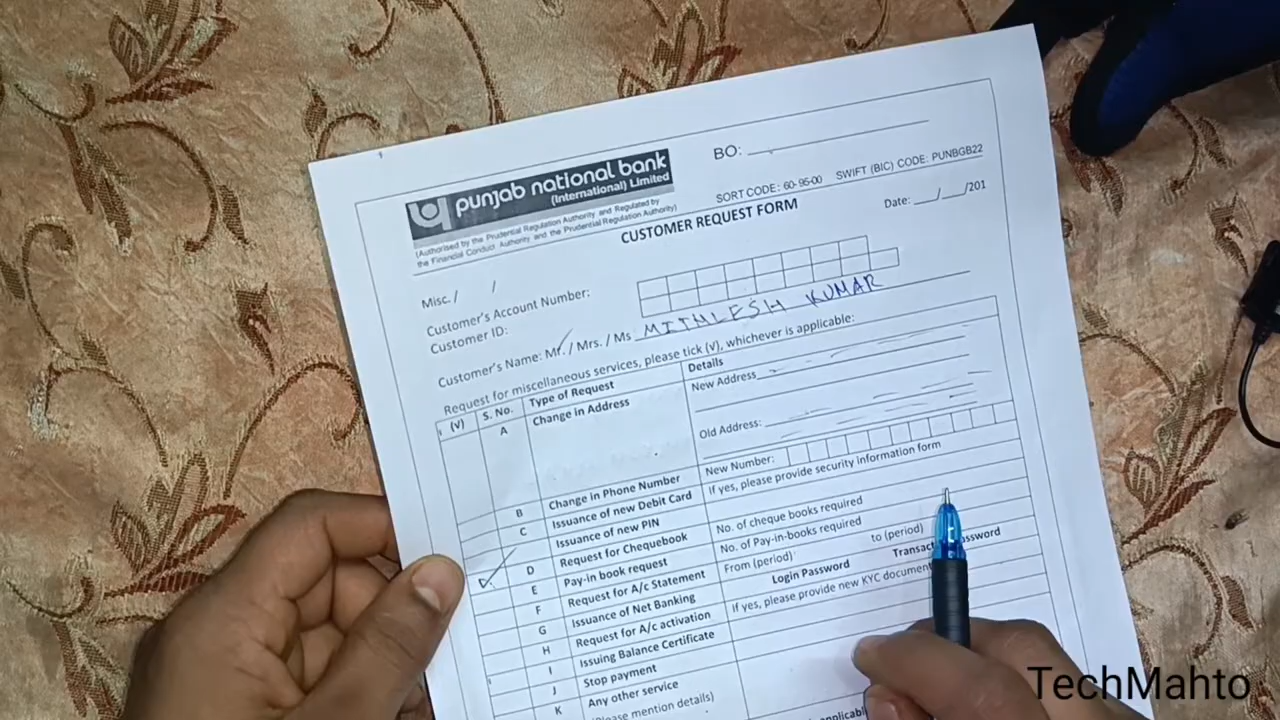 punjab national bank
(International) Limited
(Authorised by the Prudential Regulation Authority and Regulated by
the Financial Conduct Authority and the Prudential Regulation Authority)
BO:
SORT CODE: 60-95-00 SWIFT (BIC) CODE: PUNBGB22
CUSTOMER REQUEST FORM
Date: __/__/201
Misc. / /
Customer's Account Number:
Customer ID:
Customer's Name: Mr. / Mrs. / Ms MITHLESH KUMAR
Request for miscellaneous services, please tick (√), whichever is applicable:
(√) S. No. Type of Request Details
A Change in Address New Address
Old Address:
B Change in Phone Number New Number:
C Issuance of new Debit Card If yes, please provide security information form
Issuance of new PIN
D Request for Chequebook No. of cheque books required
E Pay-in book request No. of Pay-in-books required
F Request for A/c Statement From (period) to (period)
G Issuance of Net Banking Login Password
H Request for A/c activation If yes, please provide new KYC document
I Issuing Balance Certificate
J Stop payment
K Any other service
(Please mention details)
TechMahto